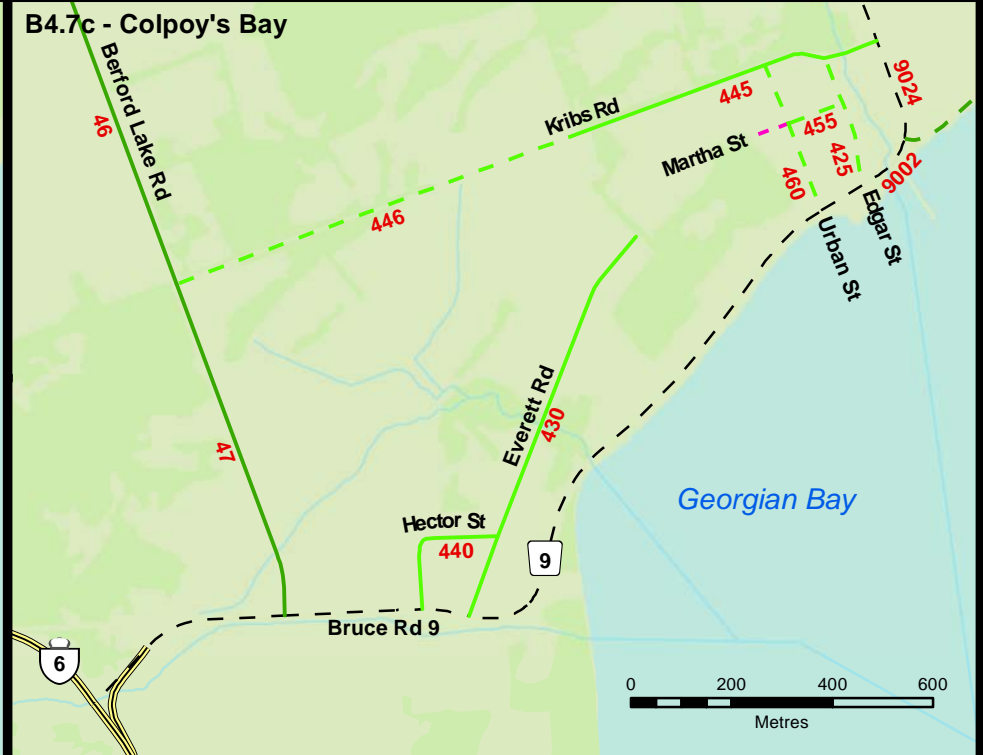 B4.7c - Colpoy's Bay
Berford Lake Rd
46
9024
445
Kribs Rd
455
Martha St
425
460
9002
446
Edgar St
Urban St
Everett Rd
430
47
Georgian Bay
Hector St
440
9
Bruce Rd 9
6
0 200 400 600
Metres